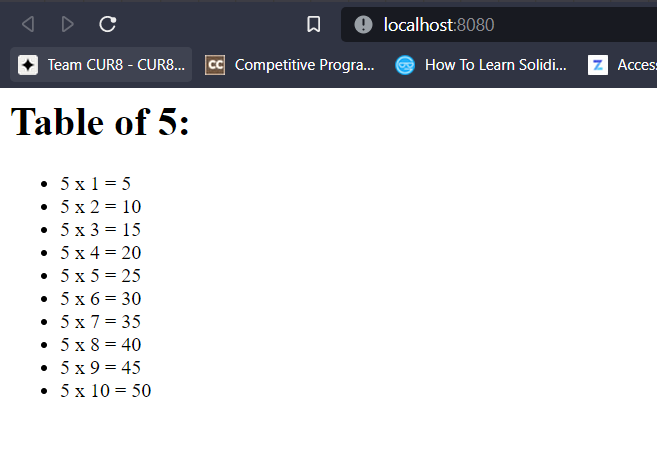 localhost:8080
Team CUR8 - CUR8...
CC
Competitive Progra...
How To Learn Solidi...
Z
Access
Table of 5:
5 x 1 = 5
5 x 2 = 10
5 x 3 = 15
5 x 4 = 20
5 x 5 = 25
5 x 6 = 30
5 x 7 = 35
5 x 8 = 40
5 x 9 = 45
5 x 10 = 50